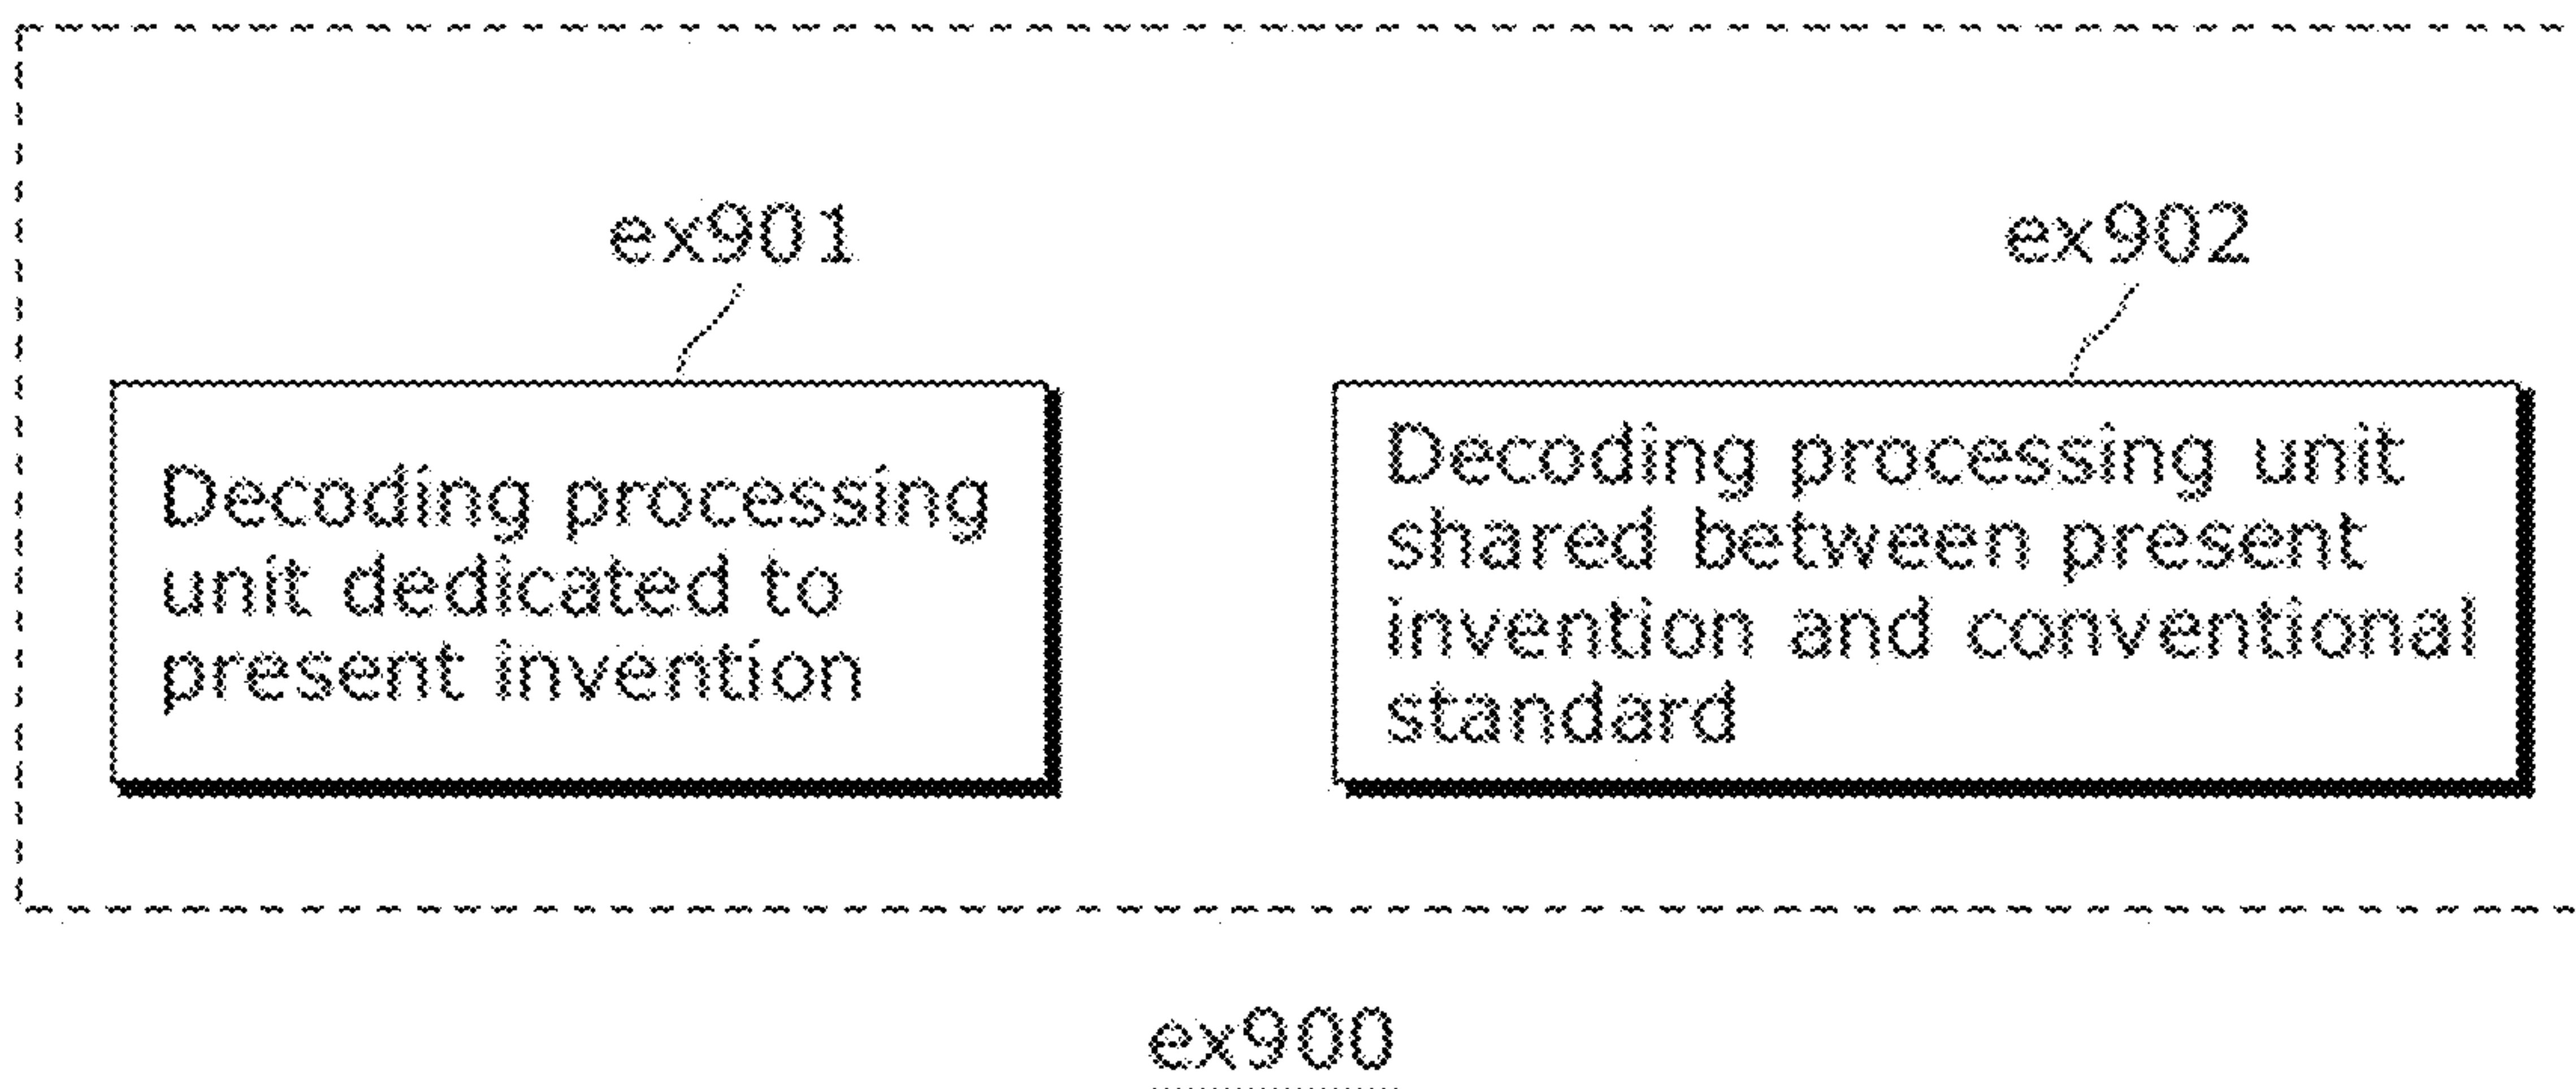 ex901
ex902
Decoding processing
unit dedicated to
present invention
Decoding processing unit
shared between present
invention and conventional
standard
ex900